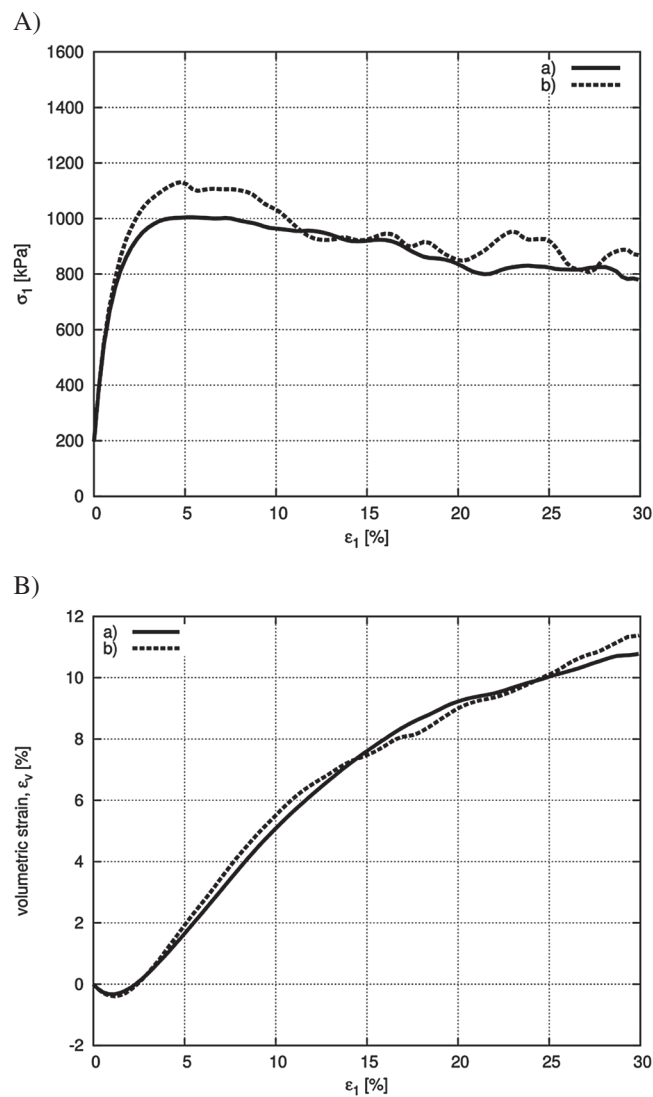 A)
1600
1400
1200
1000
800
600
400
200
0
σ1 [kPa]
a)
b)
0 5 10 15 20 25 30
ε1 [%]
B)
12
10
8
6
4
2
0
-2
volumetric strain, εv [%]
a)
b)
0 5 10 15 20 25 30
ε1 [%]